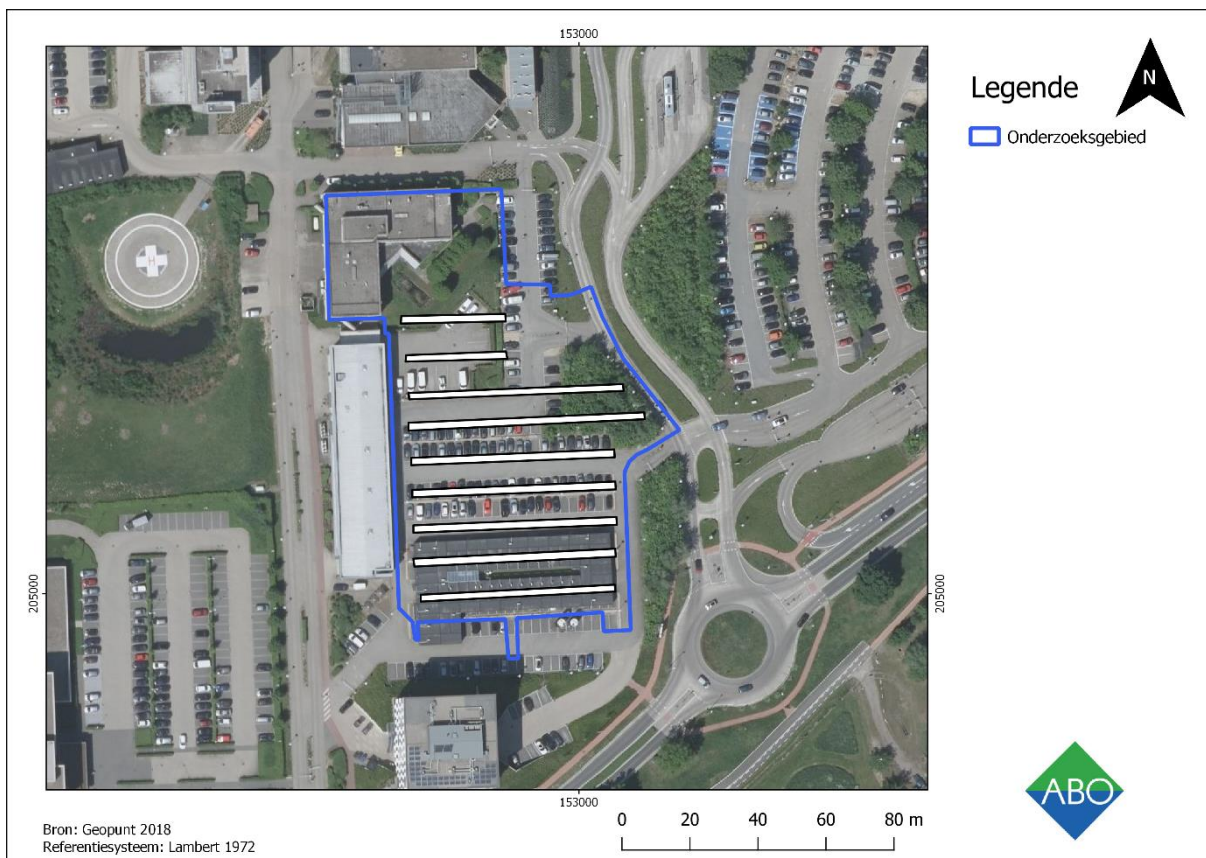 153000
Legende
N
Onderzoeksgebied
H
205000
205000
ABO
153000
0 20 40 60 80 m
Bron: Geopunt 2018
Referentiesysteem: Lambert 1972